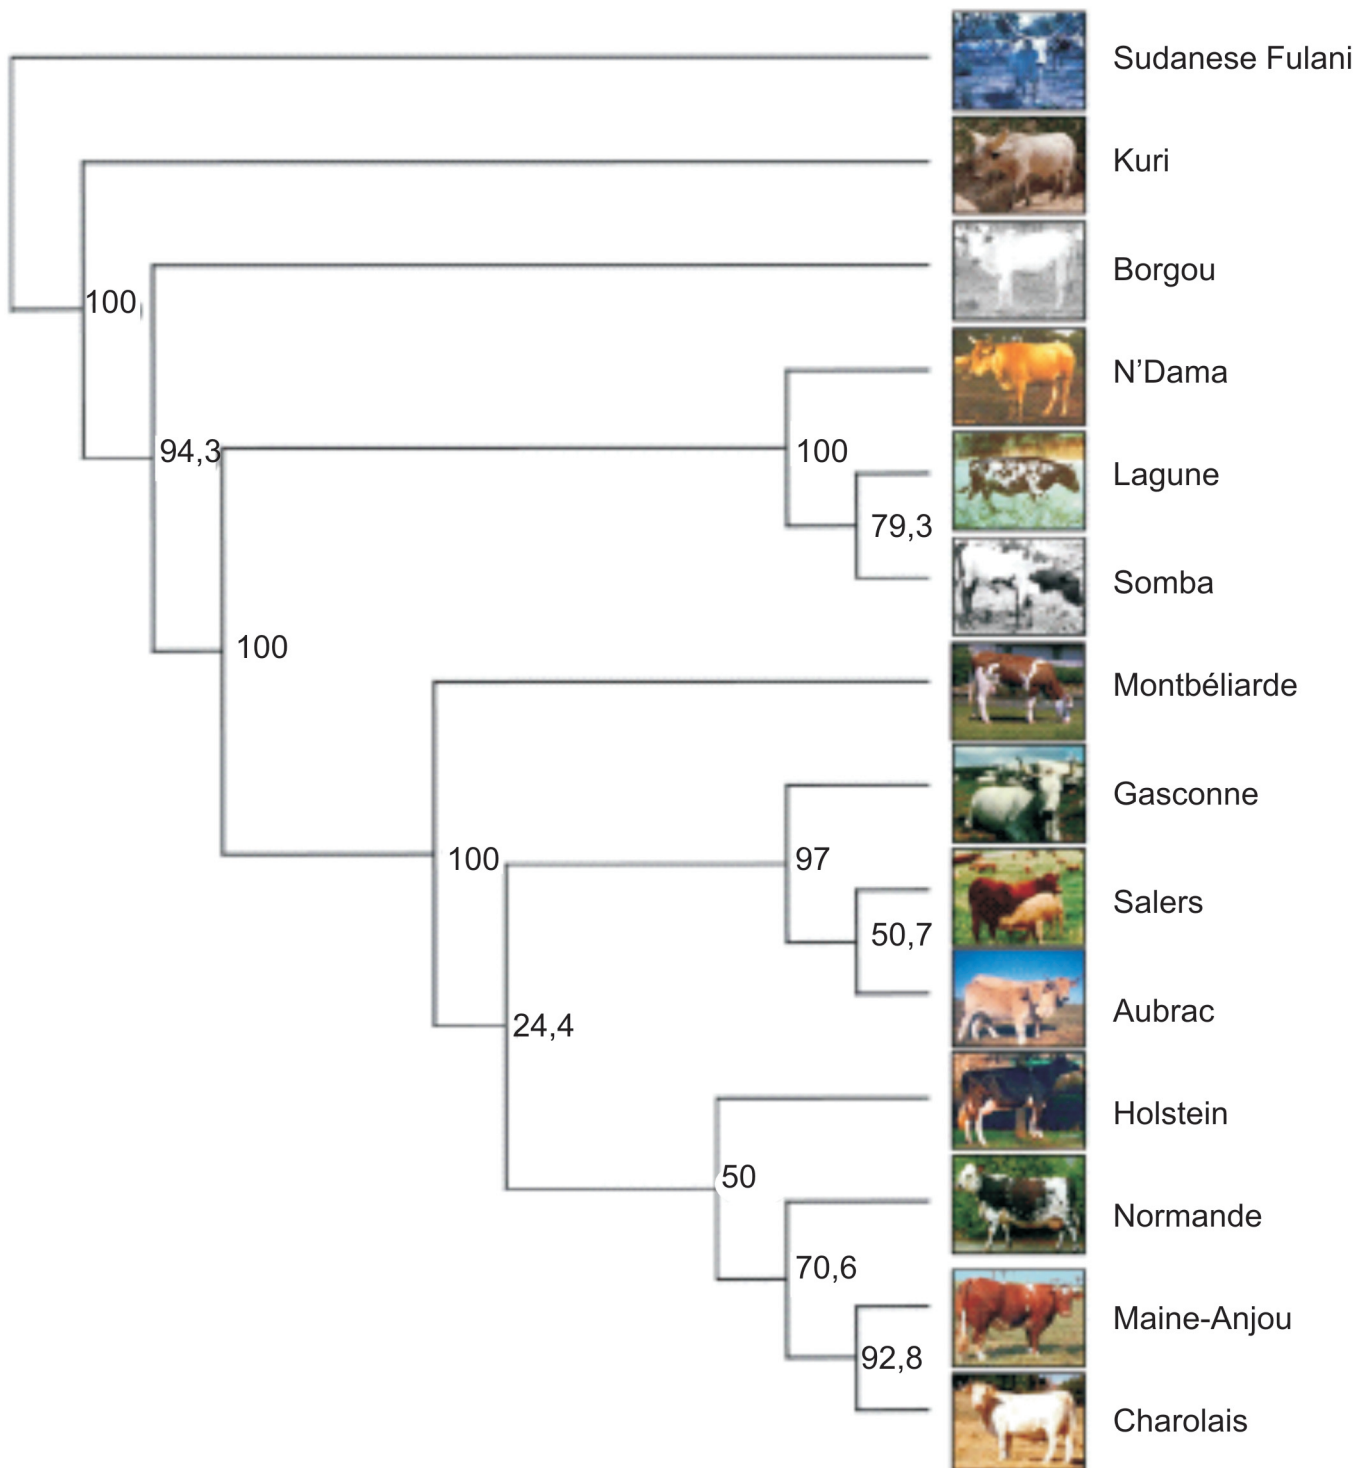 Sudanese Fulani
Kuri
Borgou
100
N’Dama
94,3
100
Lagune
79,3
Somba
100
Montbéliarde
Gasconne
100
97
Salers
50,7
Aubrac
24,4
Holstein
50
Normande
70,6
Maine-Anjou
92,8
Charolais